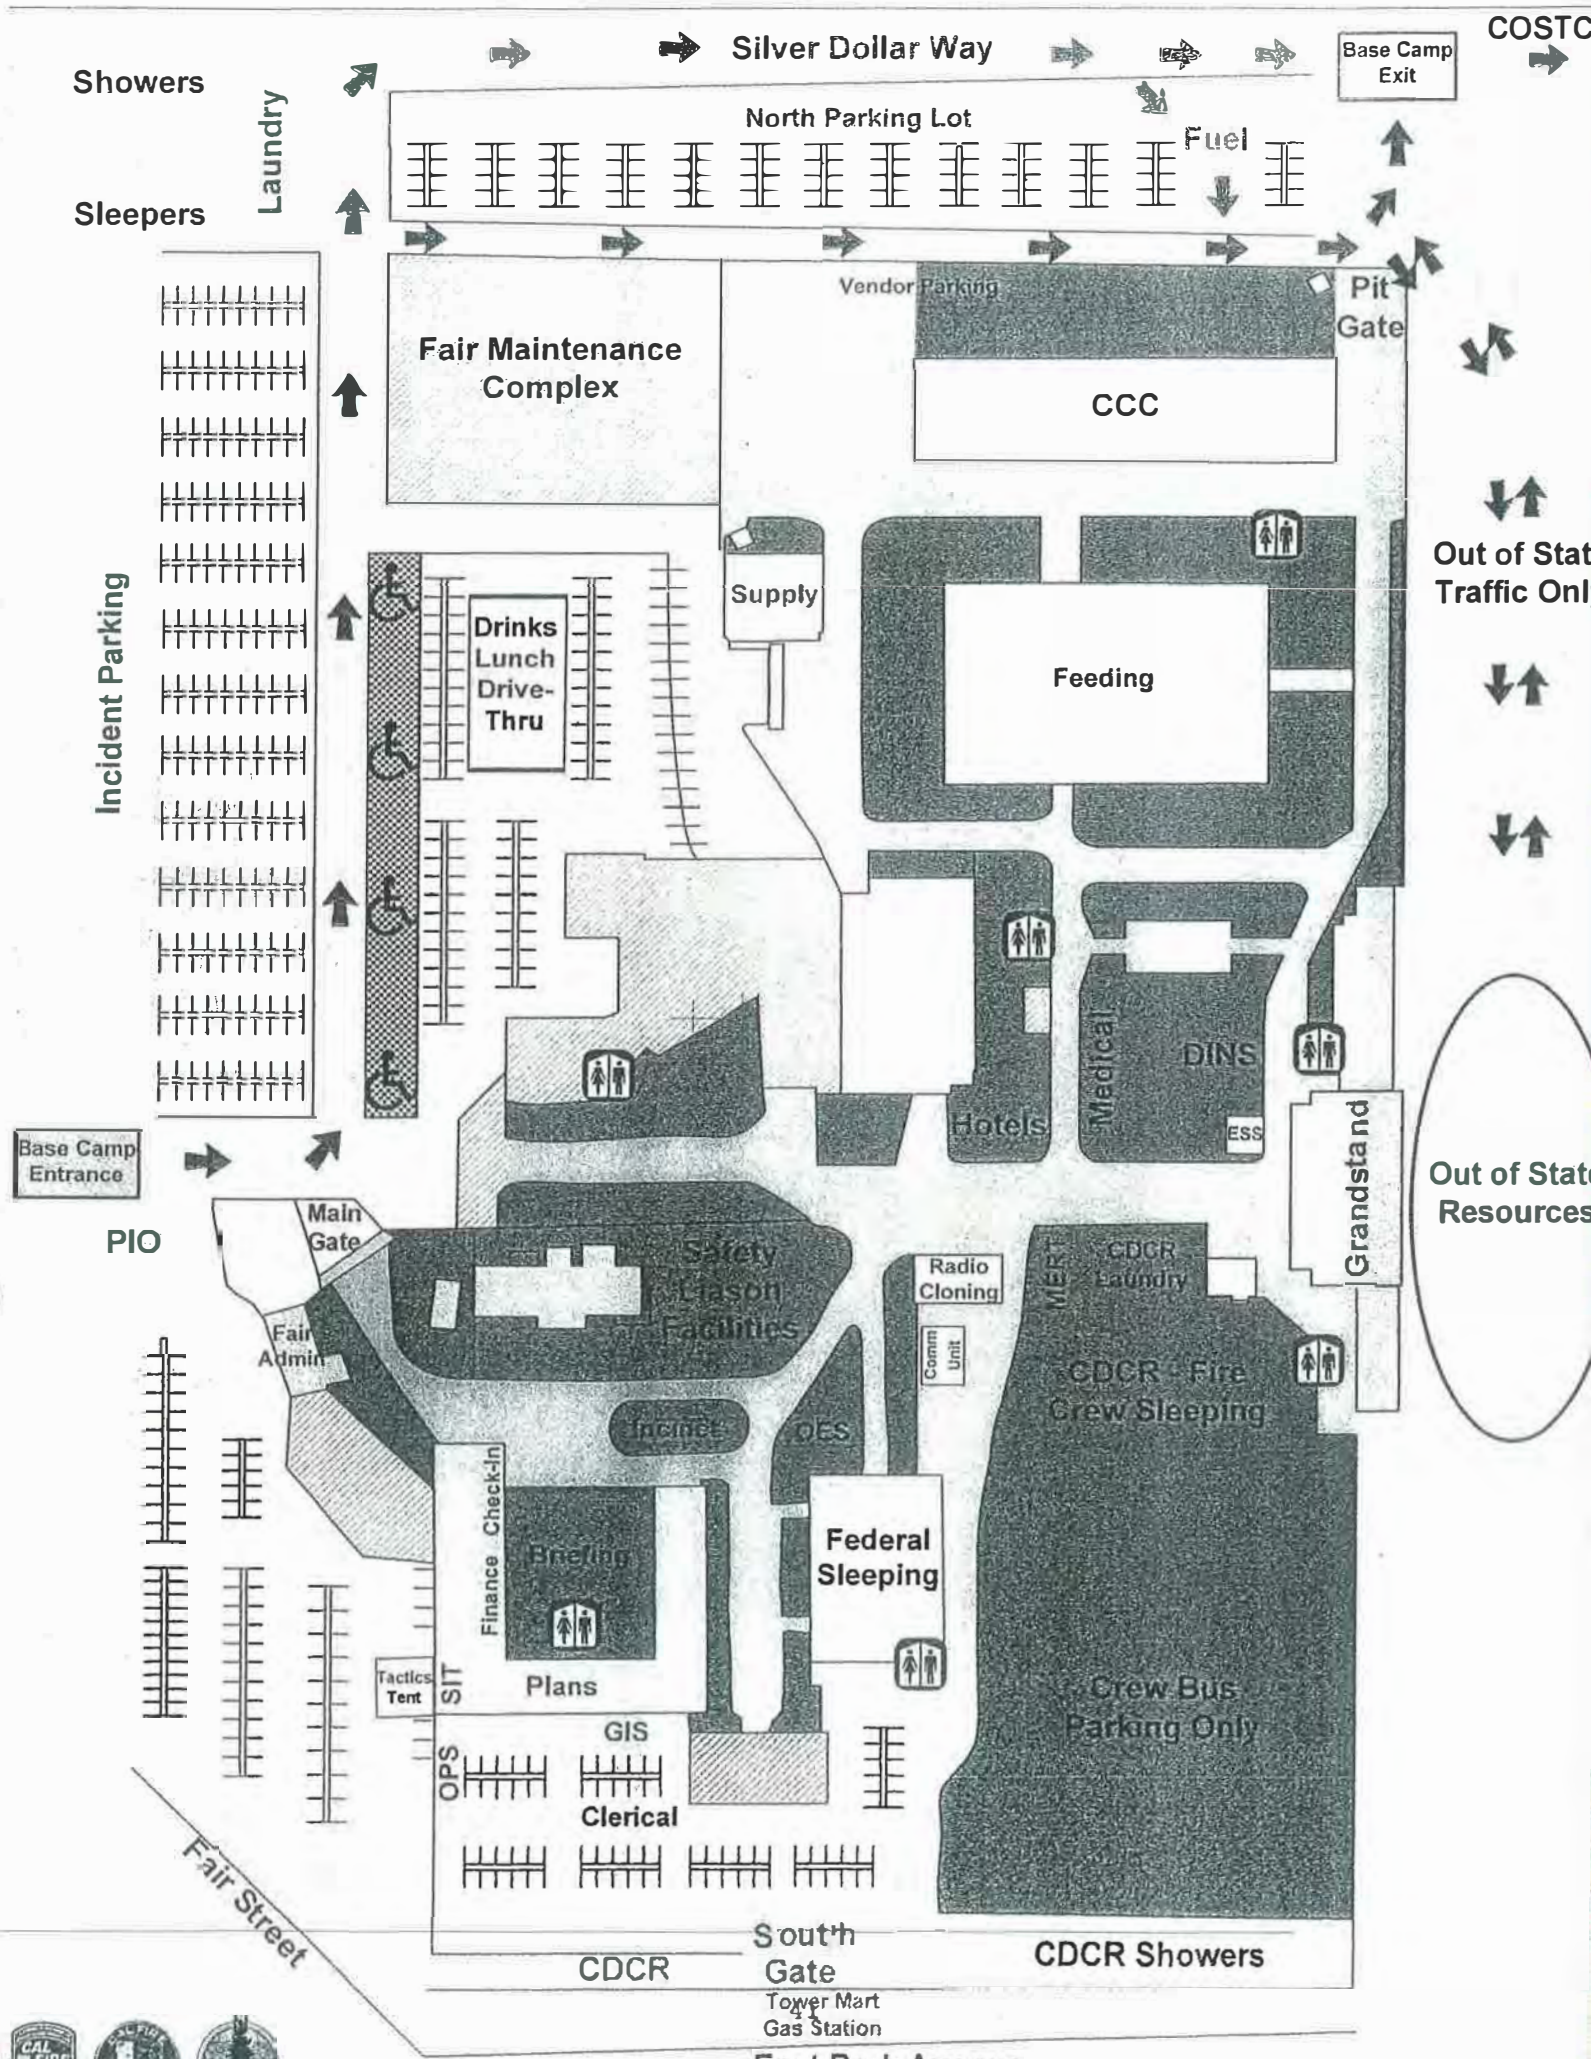 COSTC
Silver Dollar Way
Base Camp
Exit
Showers
Laundry
North Parking Lot
Fuel
Sleepers
Vendor Parking
Pit
Gate
Fair Maintenance
Complex
CCC
Out of Stat
Traffic Onl
Incident Parking
Supply
Drinks
Lunch
Drive-
Thru
Feeding
Medical
DINS
Hotels
ESS
Grandstand
Base Camp
Entrance
Out of State
Resources
PIO
Main
Gate
Safety
Liason
Facilities
Radio
Cloning
MERT
CDCR
Laundry
Fair
Admin
Comm
Unit
CDCR - Fire
Crew Sleeping
Incinet
OES
Finance Check-In
Briefing
Federal
Sleeping
Tactics
Tent
SIT
Plans
Crew Bus
Parking Only
GIS
OPS
Clerical
Fair Street
South
Gate
CDCR
CDCR Showers
Tower Mart
41
Gas Station
CAL